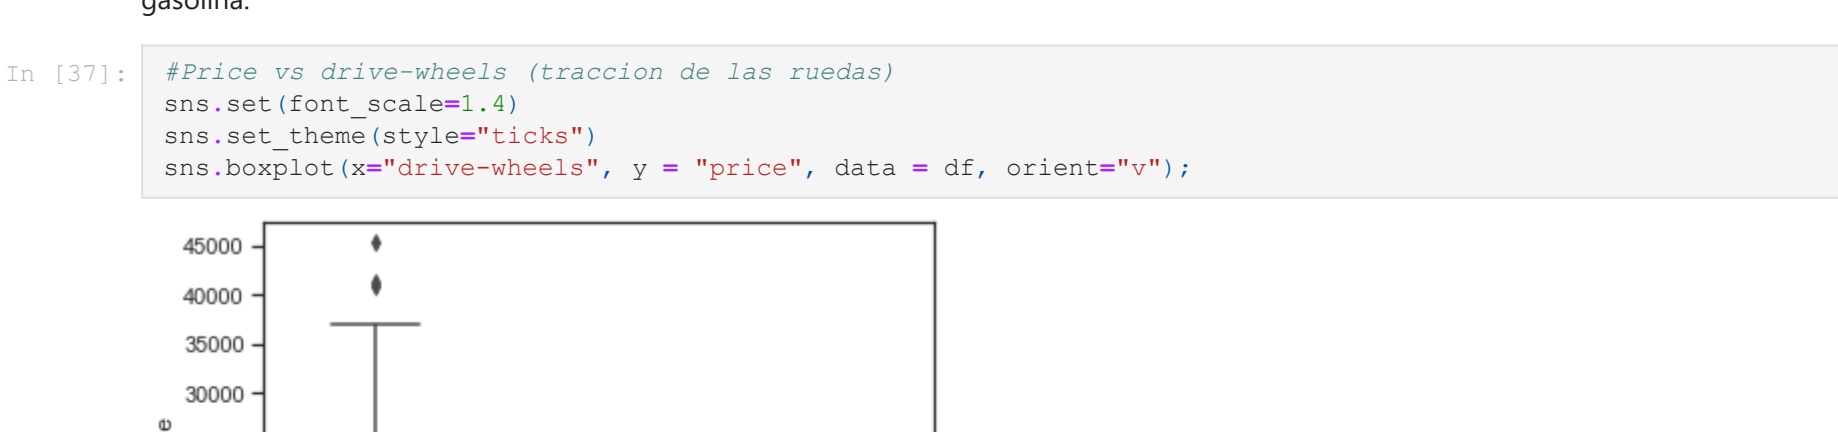 gasolina.
In [37]:
#Price vs drive-wheels (traccion de las ruedas)
sns.set(font_scale=1.4)
sns.set_theme(style="ticks")
sns.boxplot(x="drive-wheels", y = "price", data = df, orient="v");
45000
40000
35000
30000
e